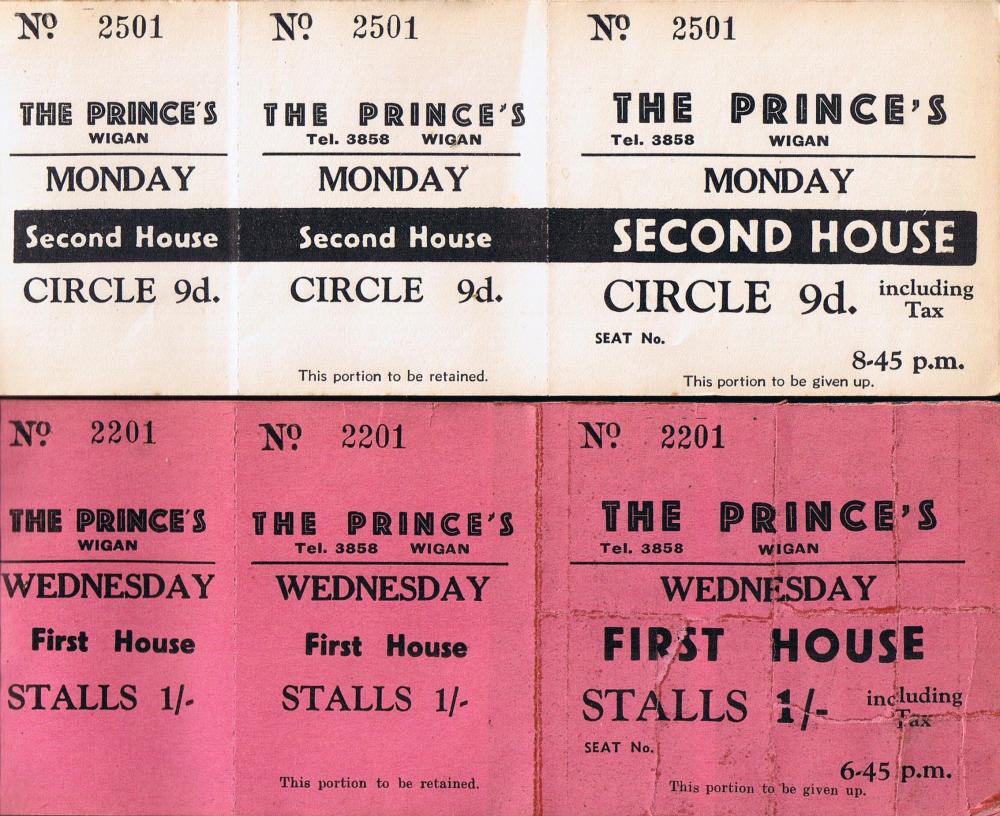 Nº 2501
THE PRINCE'S
WIGAN
MONDAY
Second House
CIRCLE 9d.
Nº 2501
THE PRINCE'S
Tel. 3858 WIGAN
MONDAY
Second House
CIRCLE 9d.
This portion to be retained.
Nº 2501
THE PRINCE'S
Tel. 3858 WIGAN
MONDAY
SECOND HOUSE
CIRCLE 9d. including
Tax
SEAT No.
8-45 p.m.
This portion to be given up.
Nº 2201
THE PRINCE'S
WIGAN
WEDNESDAY
First House
STALLS 1/-
Nº 2201
THE PRINCE'S
Tel. 3858 WIGAN
WEDNESDAY
First House
STALLS 1/-
This portion to be retained.
Nº 2201
THE PRINCE'S
Tel. 3858 WIGAN
WEDNESDAY
FIRST HOUSE
STALLS 1/- including
Tax
SEAT No.
6-45 p.m.
This portion to be given up.